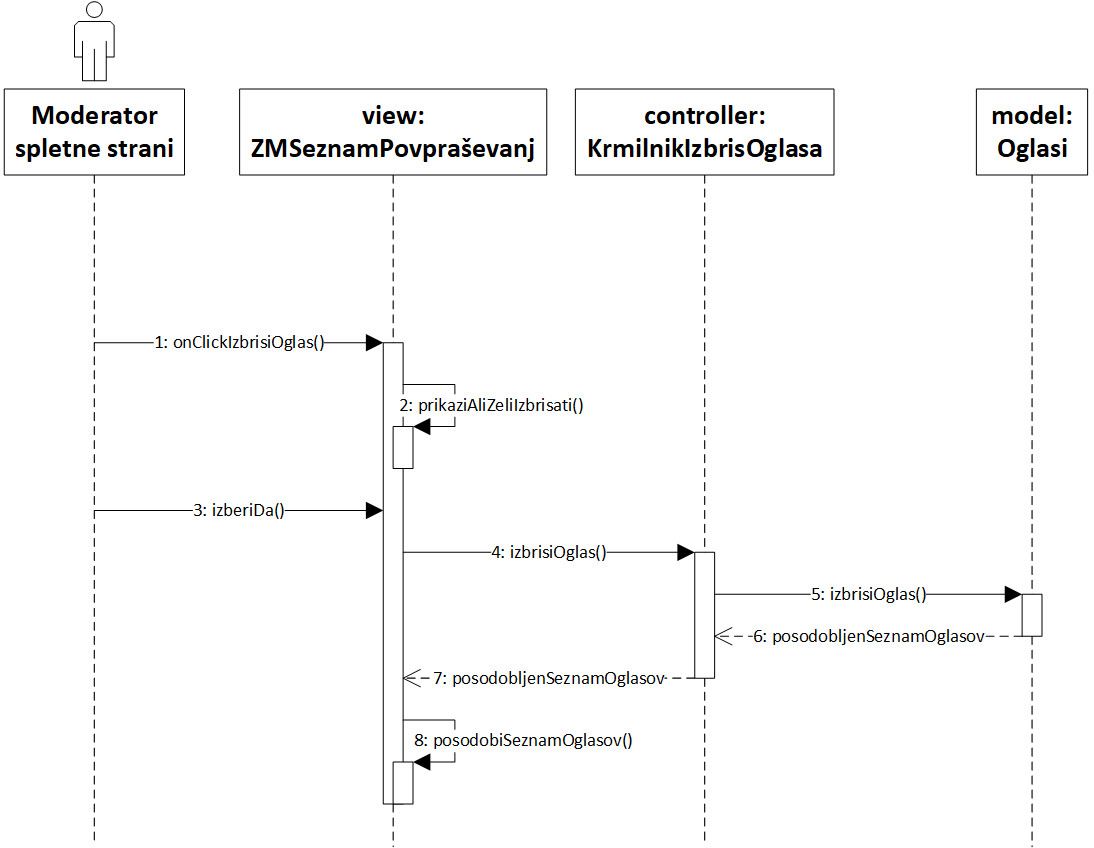 Moderator
spletne strani
view:
ZMSeznamPovpraševanj
controller:
KrmilnikIzbrisOglasa
model:
Oglasi
1: onClickIzbrisiOglas()
2: prikaziAliZeliIzbrisati()
3: izberiDa()
4: izbrisiOglas()
5: izbrisiOglas()
6: posodobljenSeznamOglasov
7: posodobljenSeznamOglasov
8: posodobiSeznamOglasov()